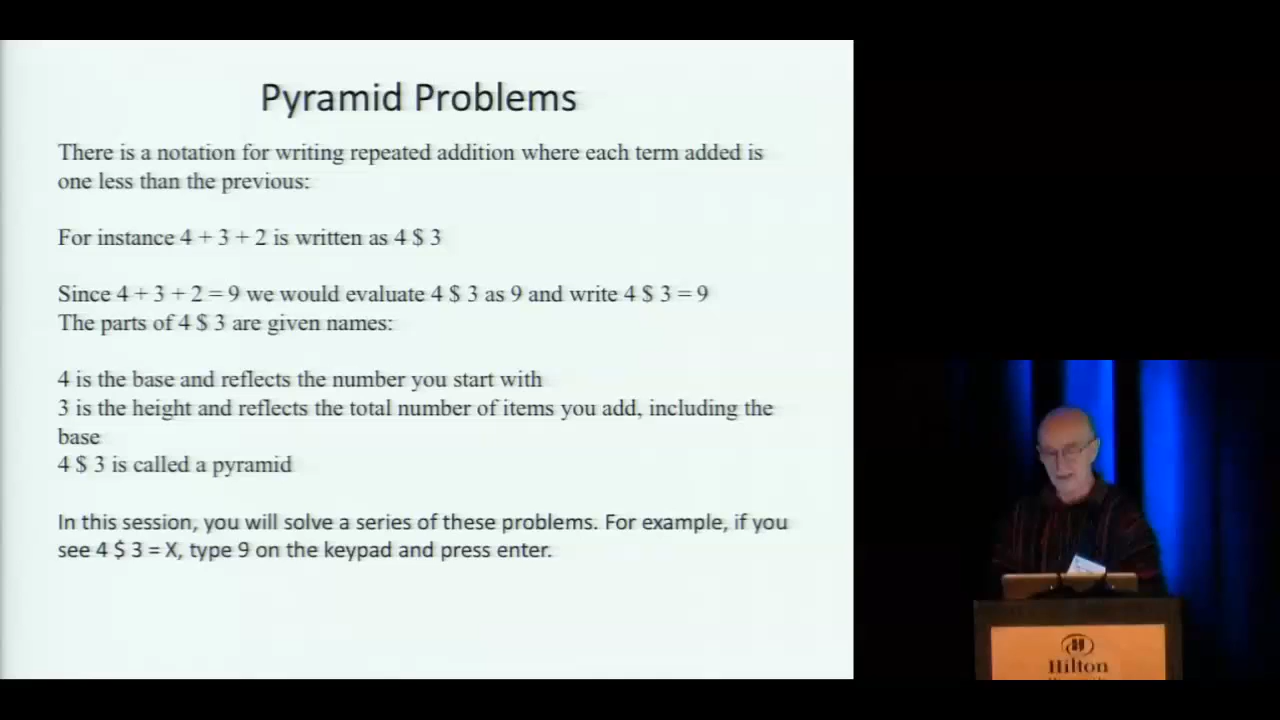 Pyramid Problems
There is a notation for writing repeated addition where each term added is
one less than the previous:
For instance 4 + 3 + 2 is written as 4 $ 3
Since 4 + 3 + 2 = 9 we would evaluate 4 $ 3 as 9 and write 4 $ 3 = 9
The parts of 4 $ 3 are given names:
4 is the base and reflects the number you start with
3 is the height and reflects the total number of items you add, including the
base
4 $ 3 is called a pyramid
In this session, you will solve a series of these problems. For example, if you
see 4 $ 3 = X, type 9 on the keypad and press enter.
Hilton